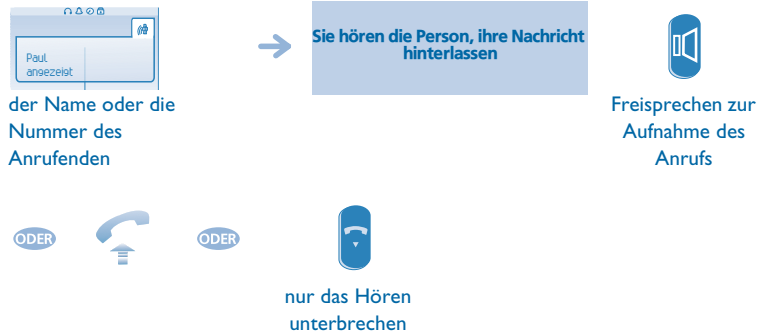 Paul
angezeigt
Sie hören die Person, ihre Nachricht
hinterlassen
der Name oder die
Nummer des
Anrufenden
Freisprechen zur
Aufnahme des
Anrufs
ODER
ODER
nur das Hören
unterbrechen